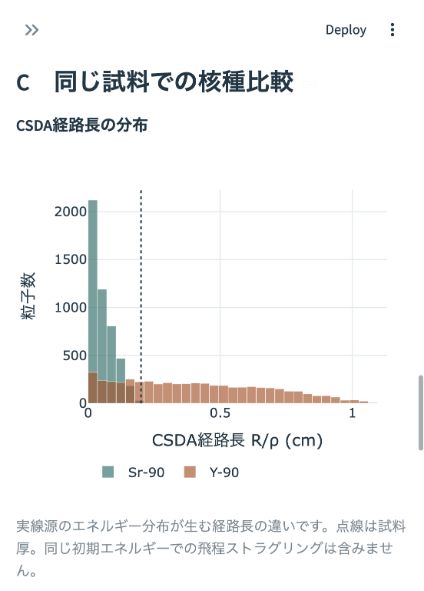 Deploy
C 同じ試料での核種比較
CSDA経路長の分布
2000
1500
1000
500
0
粒子数
0 0.5 1
CSDA経路長 R/ρ (cm)
Sr-90 Y-90
実線源のエネルギー分布が生む経路長の違いです。点線は試料
厚。同じ初期エネルギーでの飛程ストラグリングは含みませ
ん。